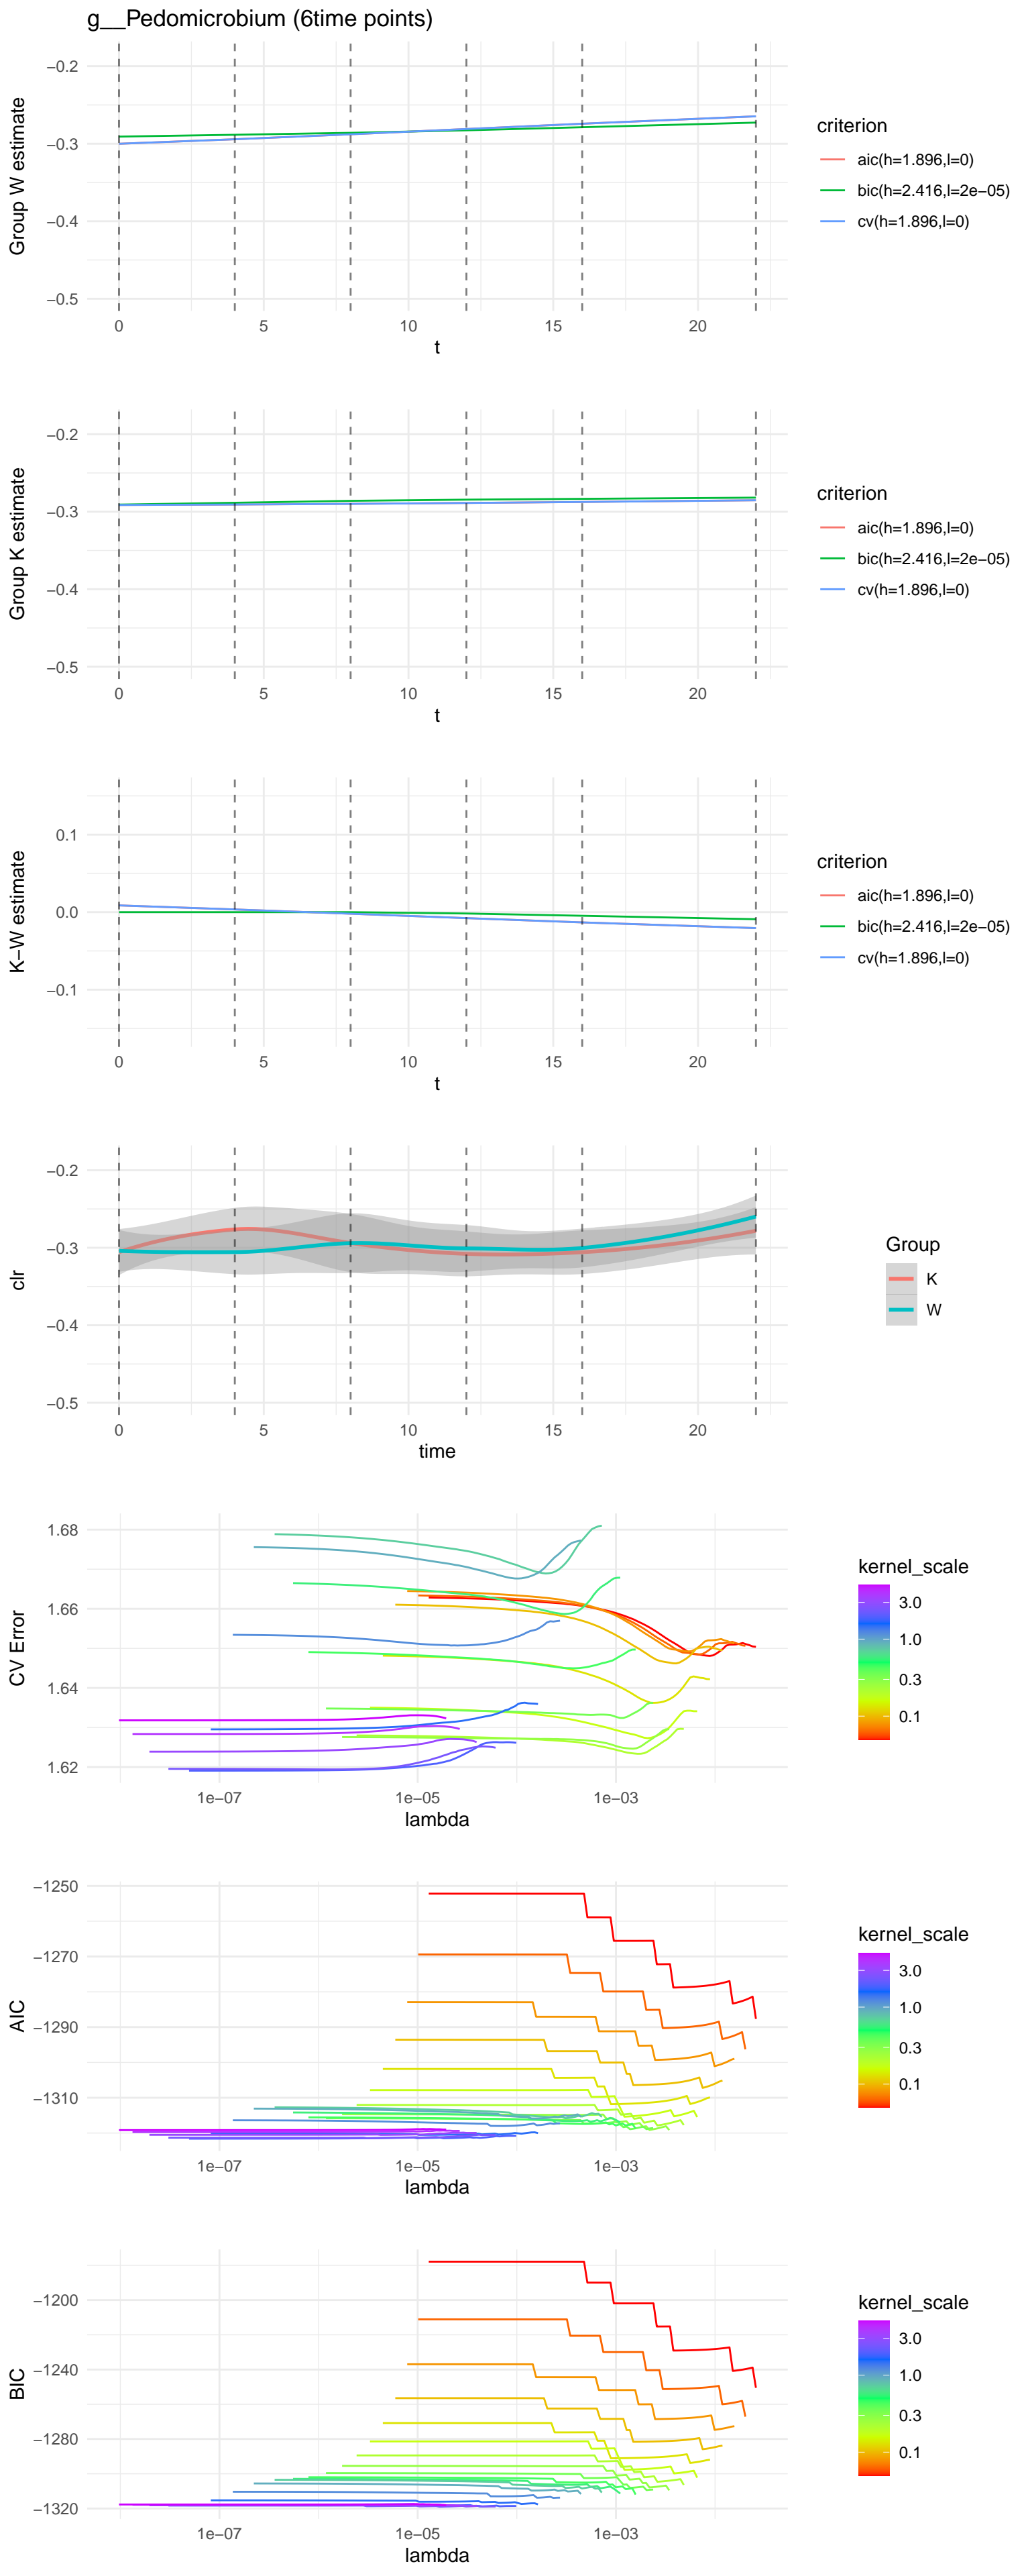 g__Pedomicrobium (6time points)
Group W estimate
−0.2
−0.3
−0.4
−0.5
0 5 10 15 20
t
criterion
aic(h=1.896,l=0)
bic(h=2.416,l=2e−05)
cv(h=1.896,l=0)
Group K estimate
−0.2
−0.3
−0.4
−0.5
0 5 10 15 20
t
criterion
aic(h=1.896,l=0)
bic(h=2.416,l=2e−05)
cv(h=1.896,l=0)
K−W estimate
0.1
0.0
−0.1
0 5 10 15 20
t
criterion
aic(h=1.896,l=0)
bic(h=2.416,l=2e−05)
cv(h=1.896,l=0)
clr
−0.2
−0.3
−0.4
−0.5
0 5 10 15 20
time
Group
K
W
CV Error
1.68
1.66
1.64
1.62
1e−07 1e−05 1e−03
lambda
kernel_scale
3.0
1.0
0.3
0.1
AIC
−1250
−1270
−1290
−1310
1e−07 1e−05 1e−03
lambda
kernel_scale
3.0
1.0
0.3
0.1
BIC
−1200
−1240
−1280
−1320
1e−07 1e−05 1e−03
lambda
kernel_scale
3.0
1.0
0.3
0.1